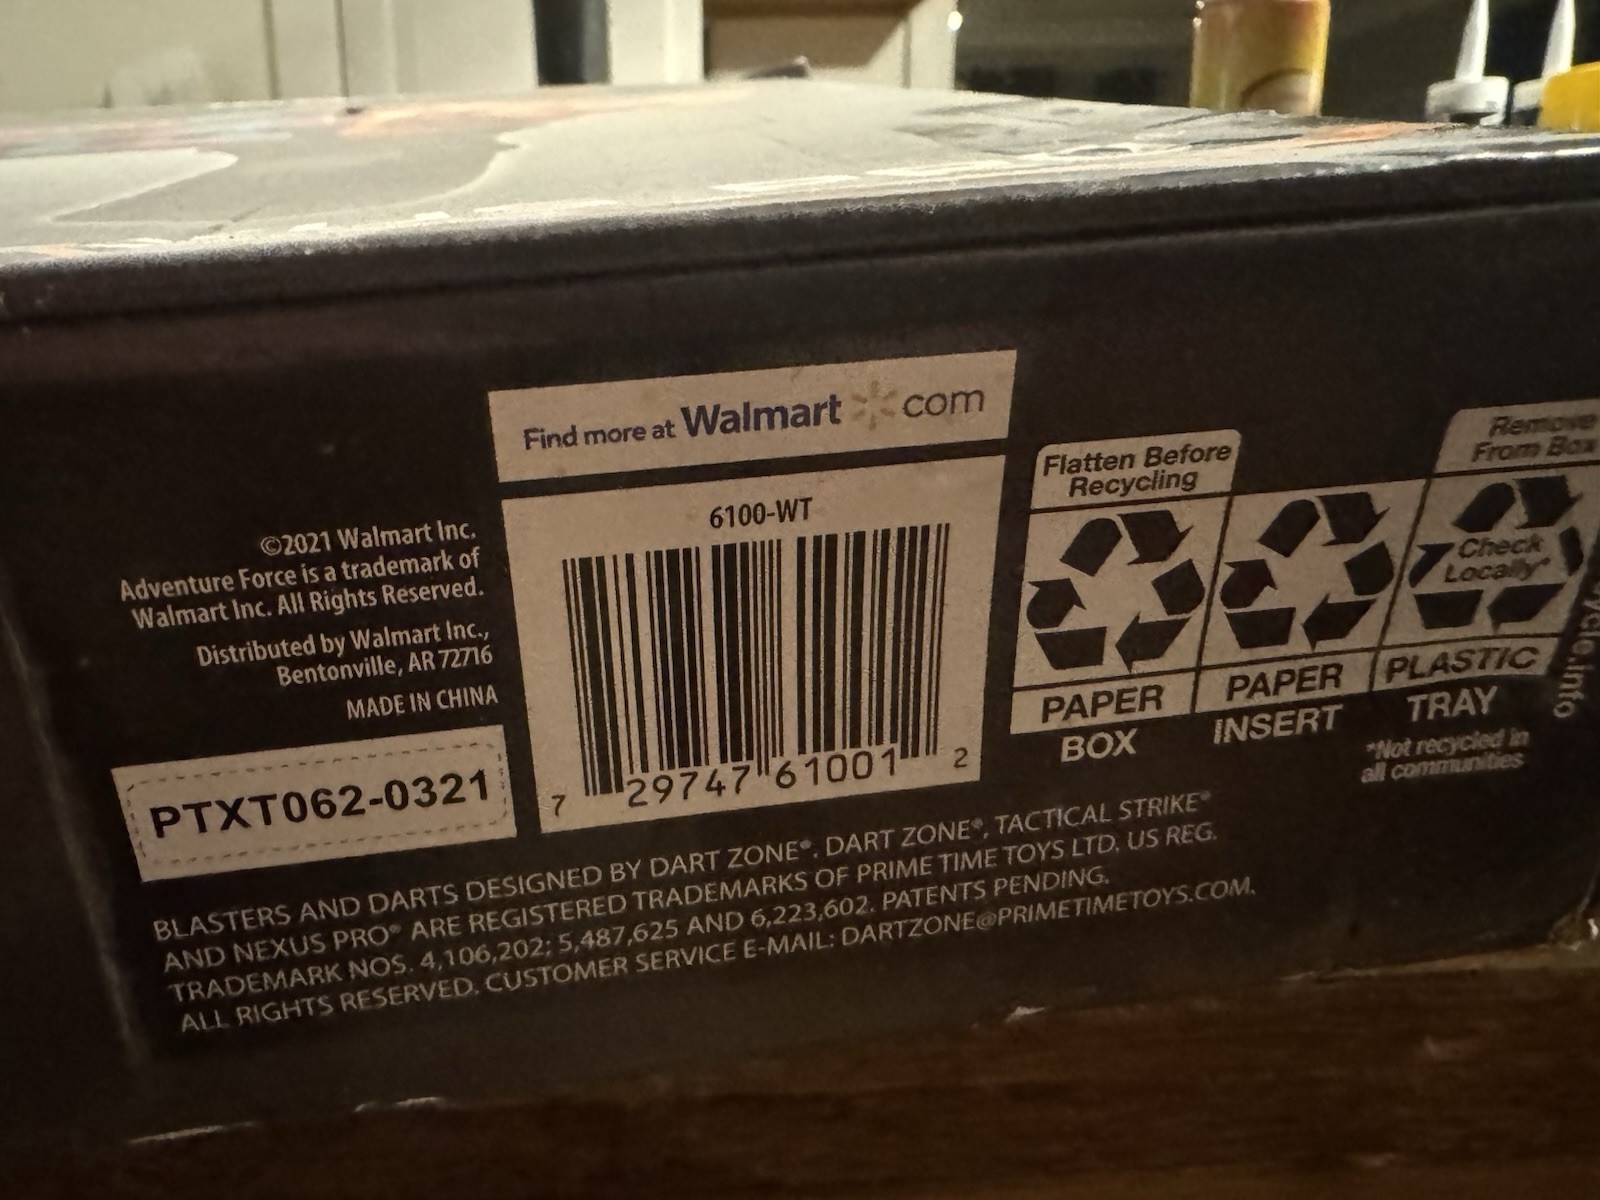 Find more at Walmart com
6100-WT
7 29747 61001 2
©2021 Walmart Inc.
Adventure Force is a trademark of
Walmart Inc. All Rights Reserved.
Distributed by Walmart Inc.,
Bentonville, AR 72716
MADE IN CHINA
PTXT062-0321
Flatten Before
Recycling
PAPER
BOX
PAPER
INSERT
Remove
From Box
Check
Locally*
PLASTIC
TRAY
*Not recycled in
all communities
BLASTERS AND DARTS DESIGNED BY DART ZONE®. DART ZONE®, TACTICAL STRIKE®
AND NEXUS PRO® ARE REGISTERED TRADEMARKS OF PRIME TIME TOYS LTD. US REG.
TRADEMARK NOS. 4,106,202; 5,487,625 AND 6,223,602. PATENTS PENDING.
ALL RIGHTS RESERVED. CUSTOMER SERVICE E-MAIL: DARTZONE@PRIMETIMETOYS.COM.